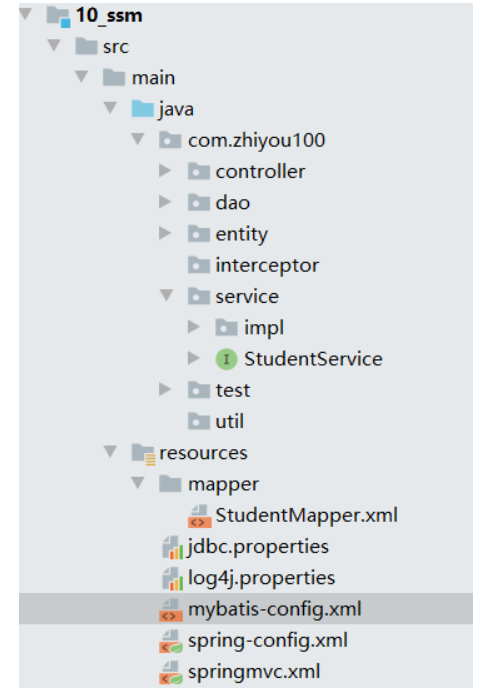 10_ssm
src
main
java
com.zhiyou100
controller
dao
entity
interceptor
service
impl
I StudentService
test
util
resources
mapper
StudentMapper.xml
jdbc.properties
log4j.properties
mybatis-config.xml
spring-config.xml
springmvc.xml